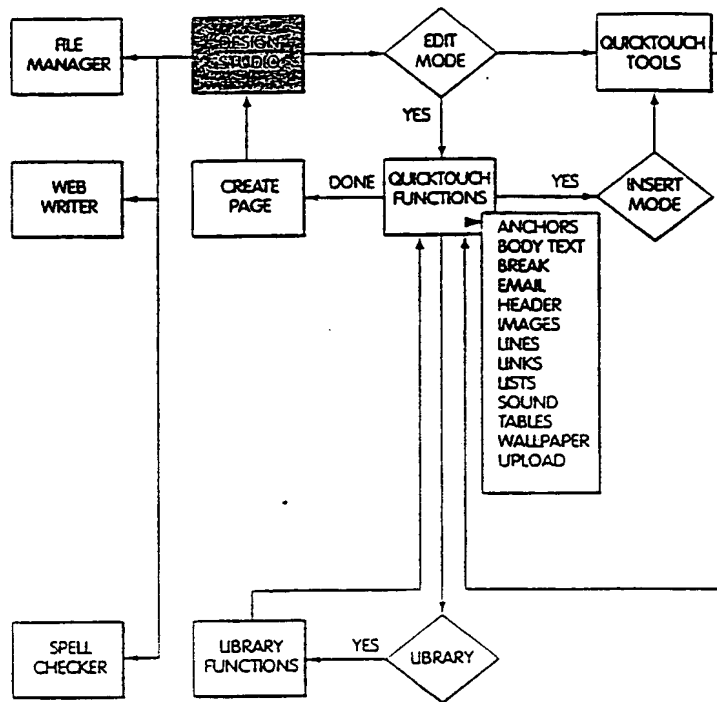 FILE
MANAGER
DESIGN
STUDIO
EDIT
MODE
QUICKTOUCH
TOOLS
YES
WEB
WRITER
CREATE
PAGE
DONE
QUICKTOUCH
FUNCTIONS
YES
INSERT
MODE
ANCHORS
BODY TEXT
BREAK
EMAIL
HEADER
IMAGES
LINES
LINKS
LISTS
SOUND
TABLES
WALLPAPER
UPLOAD
SPELL
CHECKER
LIBRARY
FUNCTIONS
YES
LIBRARY